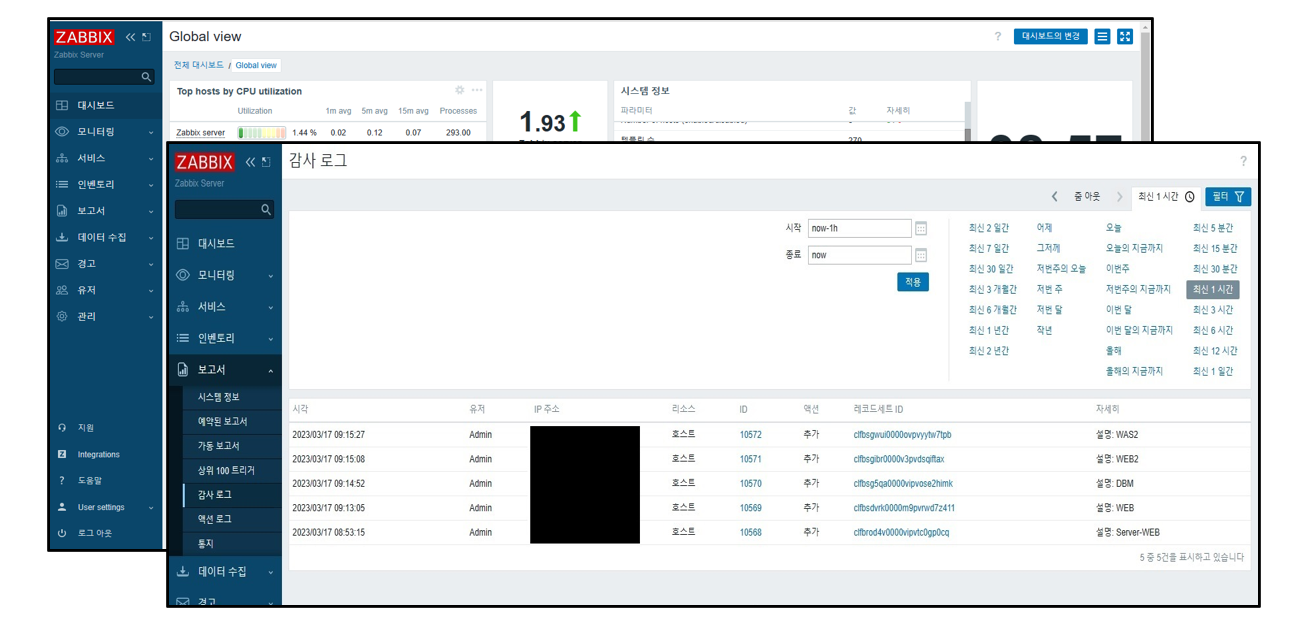 ZABBIX
Zabbix Server
대시보드
모니터링
서비스
인벤토리
보고서
데이터 수집
경고
유저
관리
지원
Integrations
도움말
User settings
로그 아웃
Global view
? 대시보드의 변경
전체 대시보드 / Global view
Top hosts by CPU utilization
Utilization 1m avg 5m avg 15m avg Processes
Zabbix server 1.44 % 0.02 0.12 0.07 293.00
1.93
시스템 정보
파라미터 값 자세히
템플릿 수 270
ZABBIX
Zabbix Server
대시보드
모니터링
서비스
인벤토리
보고서
시스템 정보
예약된 보고서
가동 보고서
상위 100 트리거
감사 로그
액션 로그
통지
데이터 수집
경고
감사 로그 ?
줌 아웃 최신 1 시간 필터
시작 now-1h
종료 now
적용
최신 2 일간 어제 오늘 최신 5 분간
최신 7 일간 그저께 오늘의 지금까지 최신 15 분간
최신 30 일간 저번주의 오늘 이번주 최신 30 분간
최신 3 개월간 저번 주 저번주의 지금까지 최신 1 시간
최신 6 개월간 저번 달 이번 달 최신 3 시간
최신 1 년간 작년 이번 달의 지금까지 최신 6 시간
최신 2 년간 올해 최신 12 시간
올해의 지금까지 최신 1 일간
시각 유저 IP 주소 리소스 ID 액션 레코드세트 ID 자세히
2023/03/17 09:15:27 Admin 호스트 10572 추가 clfbsgwui0000ovpvyytw7tpb 설명: WAS2
2023/03/17 09:15:08 Admin 호스트 10571 추가 clfbsgibr0000v3pvdsqiftax 설명: WEB2
2023/03/17 09:14:52 Admin 호스트 10570 추가 clfbsg5qa0000vipvose2himk 설명: DBM
2023/03/17 09:13:05 Admin 호스트 10569 추가 clfbsdvrk0000m9pvrwd7z411 설명: WEB
2023/03/17 08:53:15 Admin 호스트 10568 추가 clfbrod4v0000vipvtc0gp0cq 설명: Server-WEB
5 중 5건을 표시하고 있습니다